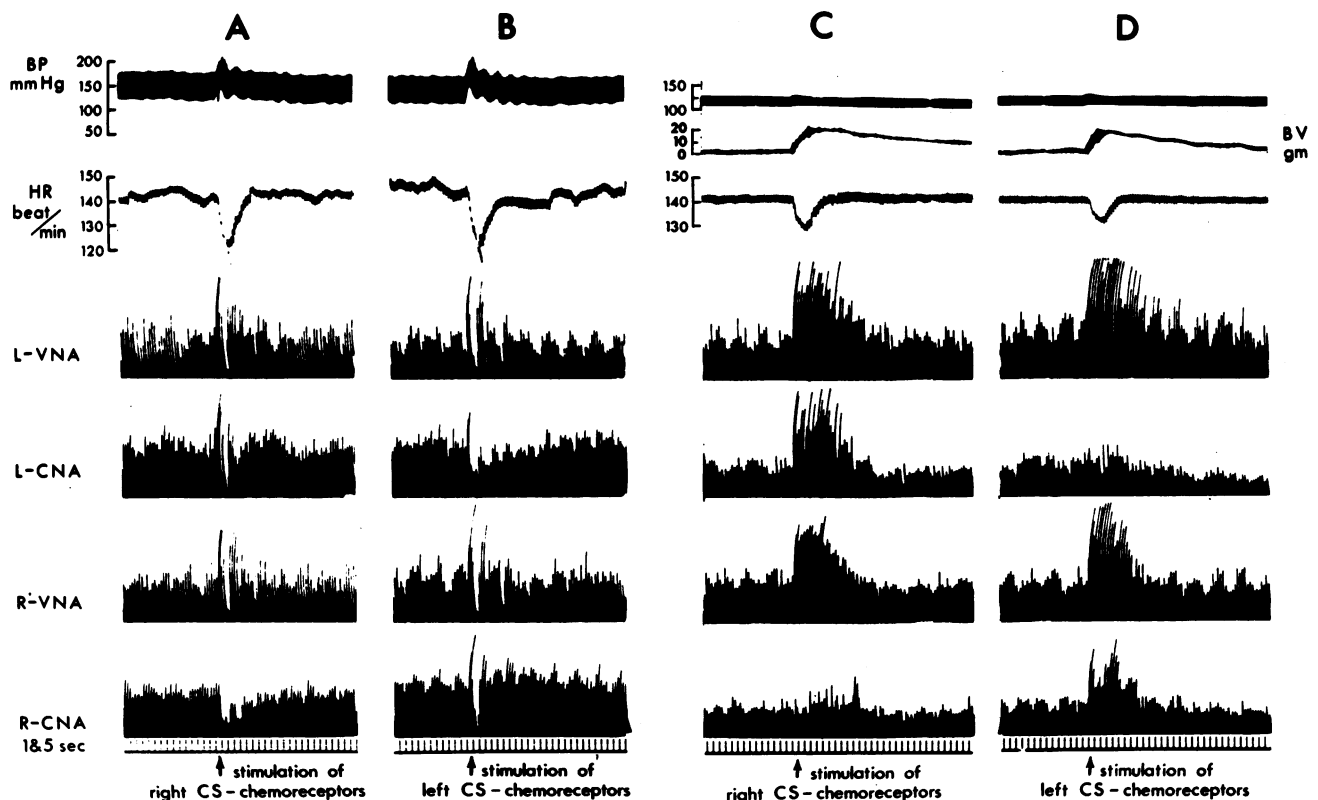 A B C D
BP
mm Hg
200
150
100
50
150
100
20
10
0
BV
gm
HR
beat/min
150
140
130
120
150
140
130
L-VNA
L-CNA
R-VNA
R-CNA
1&5 sec
stimulation of
right CS-chemoreceptors
stimulation of
left CS-chemoreceptors
stimulation of
right CS-chemoreceptors
stimulation of
left CS-chemoreceptors